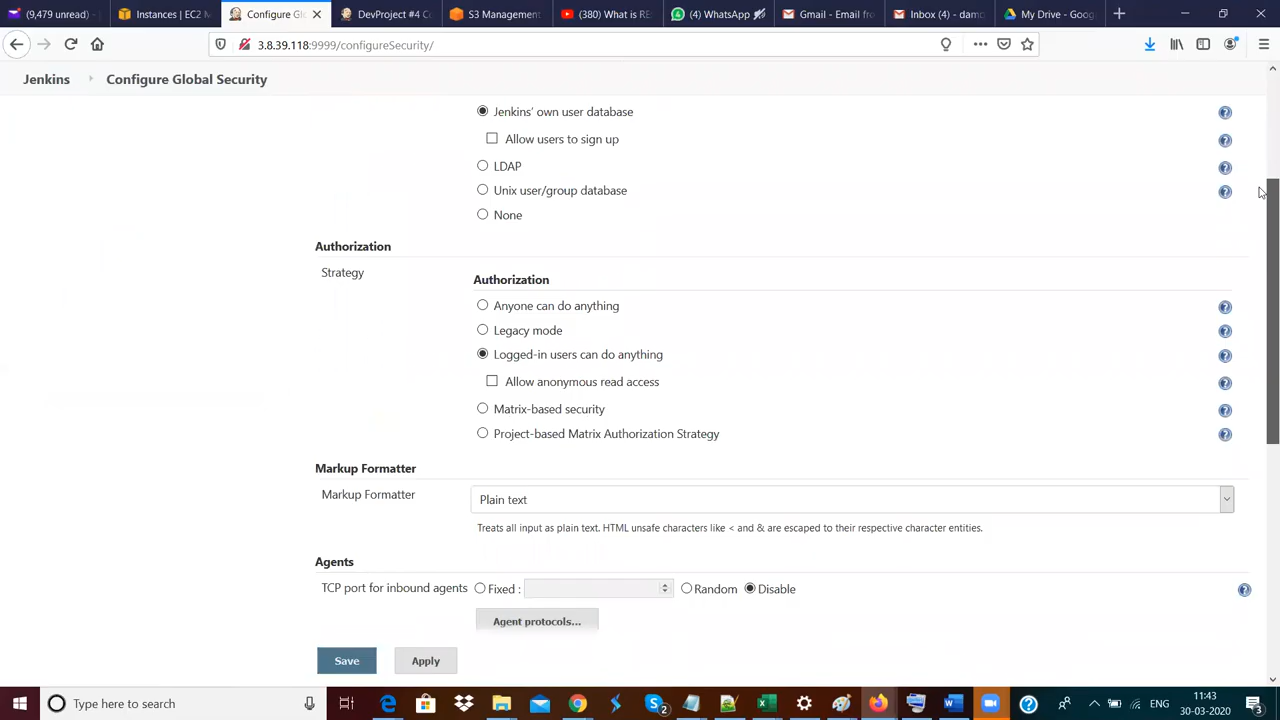 (9,479 unread)
Instances | EC2 M
Configure Glo
DevProject #4 C
S3 Management
(380) What is RE
(4) WhatsApp
Gmail - Email fro
Inbox (4) - damo
My Drive - Goog
3.8.39.118:9999/configureSecurity/
Jenkins
Configure Global Security
Jenkins' own user database
Allow users to sign up
LDAP
Unix user/group database
None
Authorization
Strategy
Authorization
Anyone can do anything
Legacy mode
Logged-in users can do anything
Allow anonymous read access
Matrix-based security
Project-based Matrix Authorization Strategy
Markup Formatter
Markup Formatter
Plain text
Treats all input as plain text. HTML unsafe characters like < and & are escaped to their respective character entities.
Agents
TCP port for inbound agents
Fixed :
Random
Disable
Agent protocols...
Save
Apply
Type here to search
2
ENG
11:43
30-03-2020
3